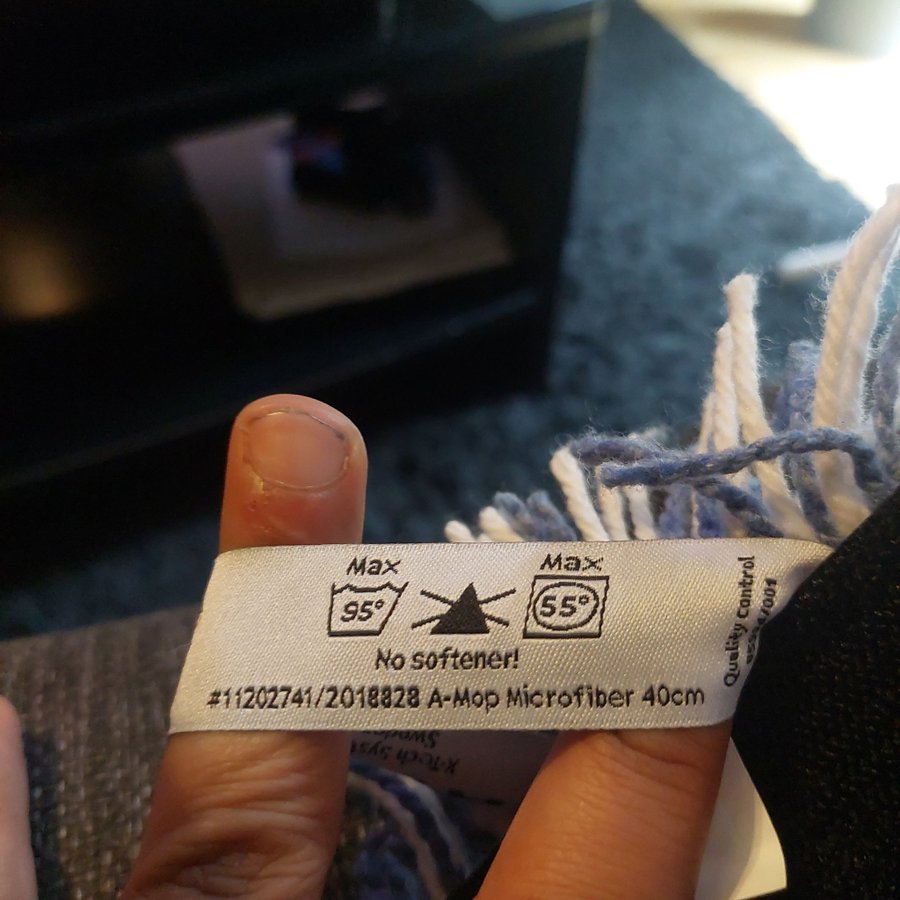 Max
95°
Max
55°
No softener!
#11202741/2018828 A-Mop Microfiber 40cm
Quality Control